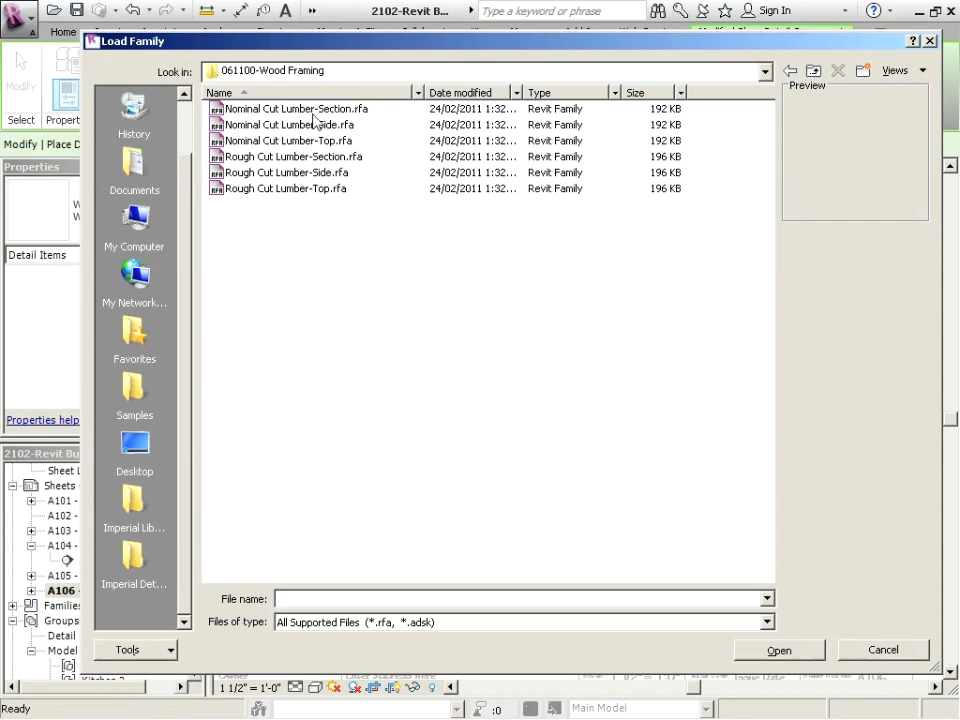 2102-Revit B...
Type a keyword or phrase
Sign In
Home
Load Family
Look in:
061100-Wood Framing
Views
Modify
Select
Propert
Modify | Place D
Properties
Detail Items
Properties help
Name
Date modified
Type
Size
Preview
Nominal Cut Lumber-Section.rfa 24/02/2011 1:32... Revit Family 192 KB
Nominal Cut Lumber-Side.rfa 24/02/2011 1:32... Revit Family 192 KB
Nominal Cut Lumber-Top.rfa 24/02/2011 1:32... Revit Family 192 KB
Rough Cut Lumber-Section.rfa 24/02/2011 1:32... Revit Family 196 KB
Rough Cut Lumber-Side.rfa 24/02/2011 1:32... Revit Family 196 KB
Rough Cut Lumber-Top.rfa 24/02/2011 1:32... Revit Family 196 KB
History
Documents
My Computer
My Network...
Favorites
Samples
Desktop
Imperial Lib...
Imperial Det...
2102-Revit Bu
Sheet L
Sheets
A101 -
A102 -
A103 -
A104 -
A105 -
A106 -
Families
Groups
Detail
Model
File name:
Files of type: All Supported Files (*.rfa, *.adsk)
Tools
Open
Cancel
1 1/2" = 1'-0"
Ready
:0
Main Model